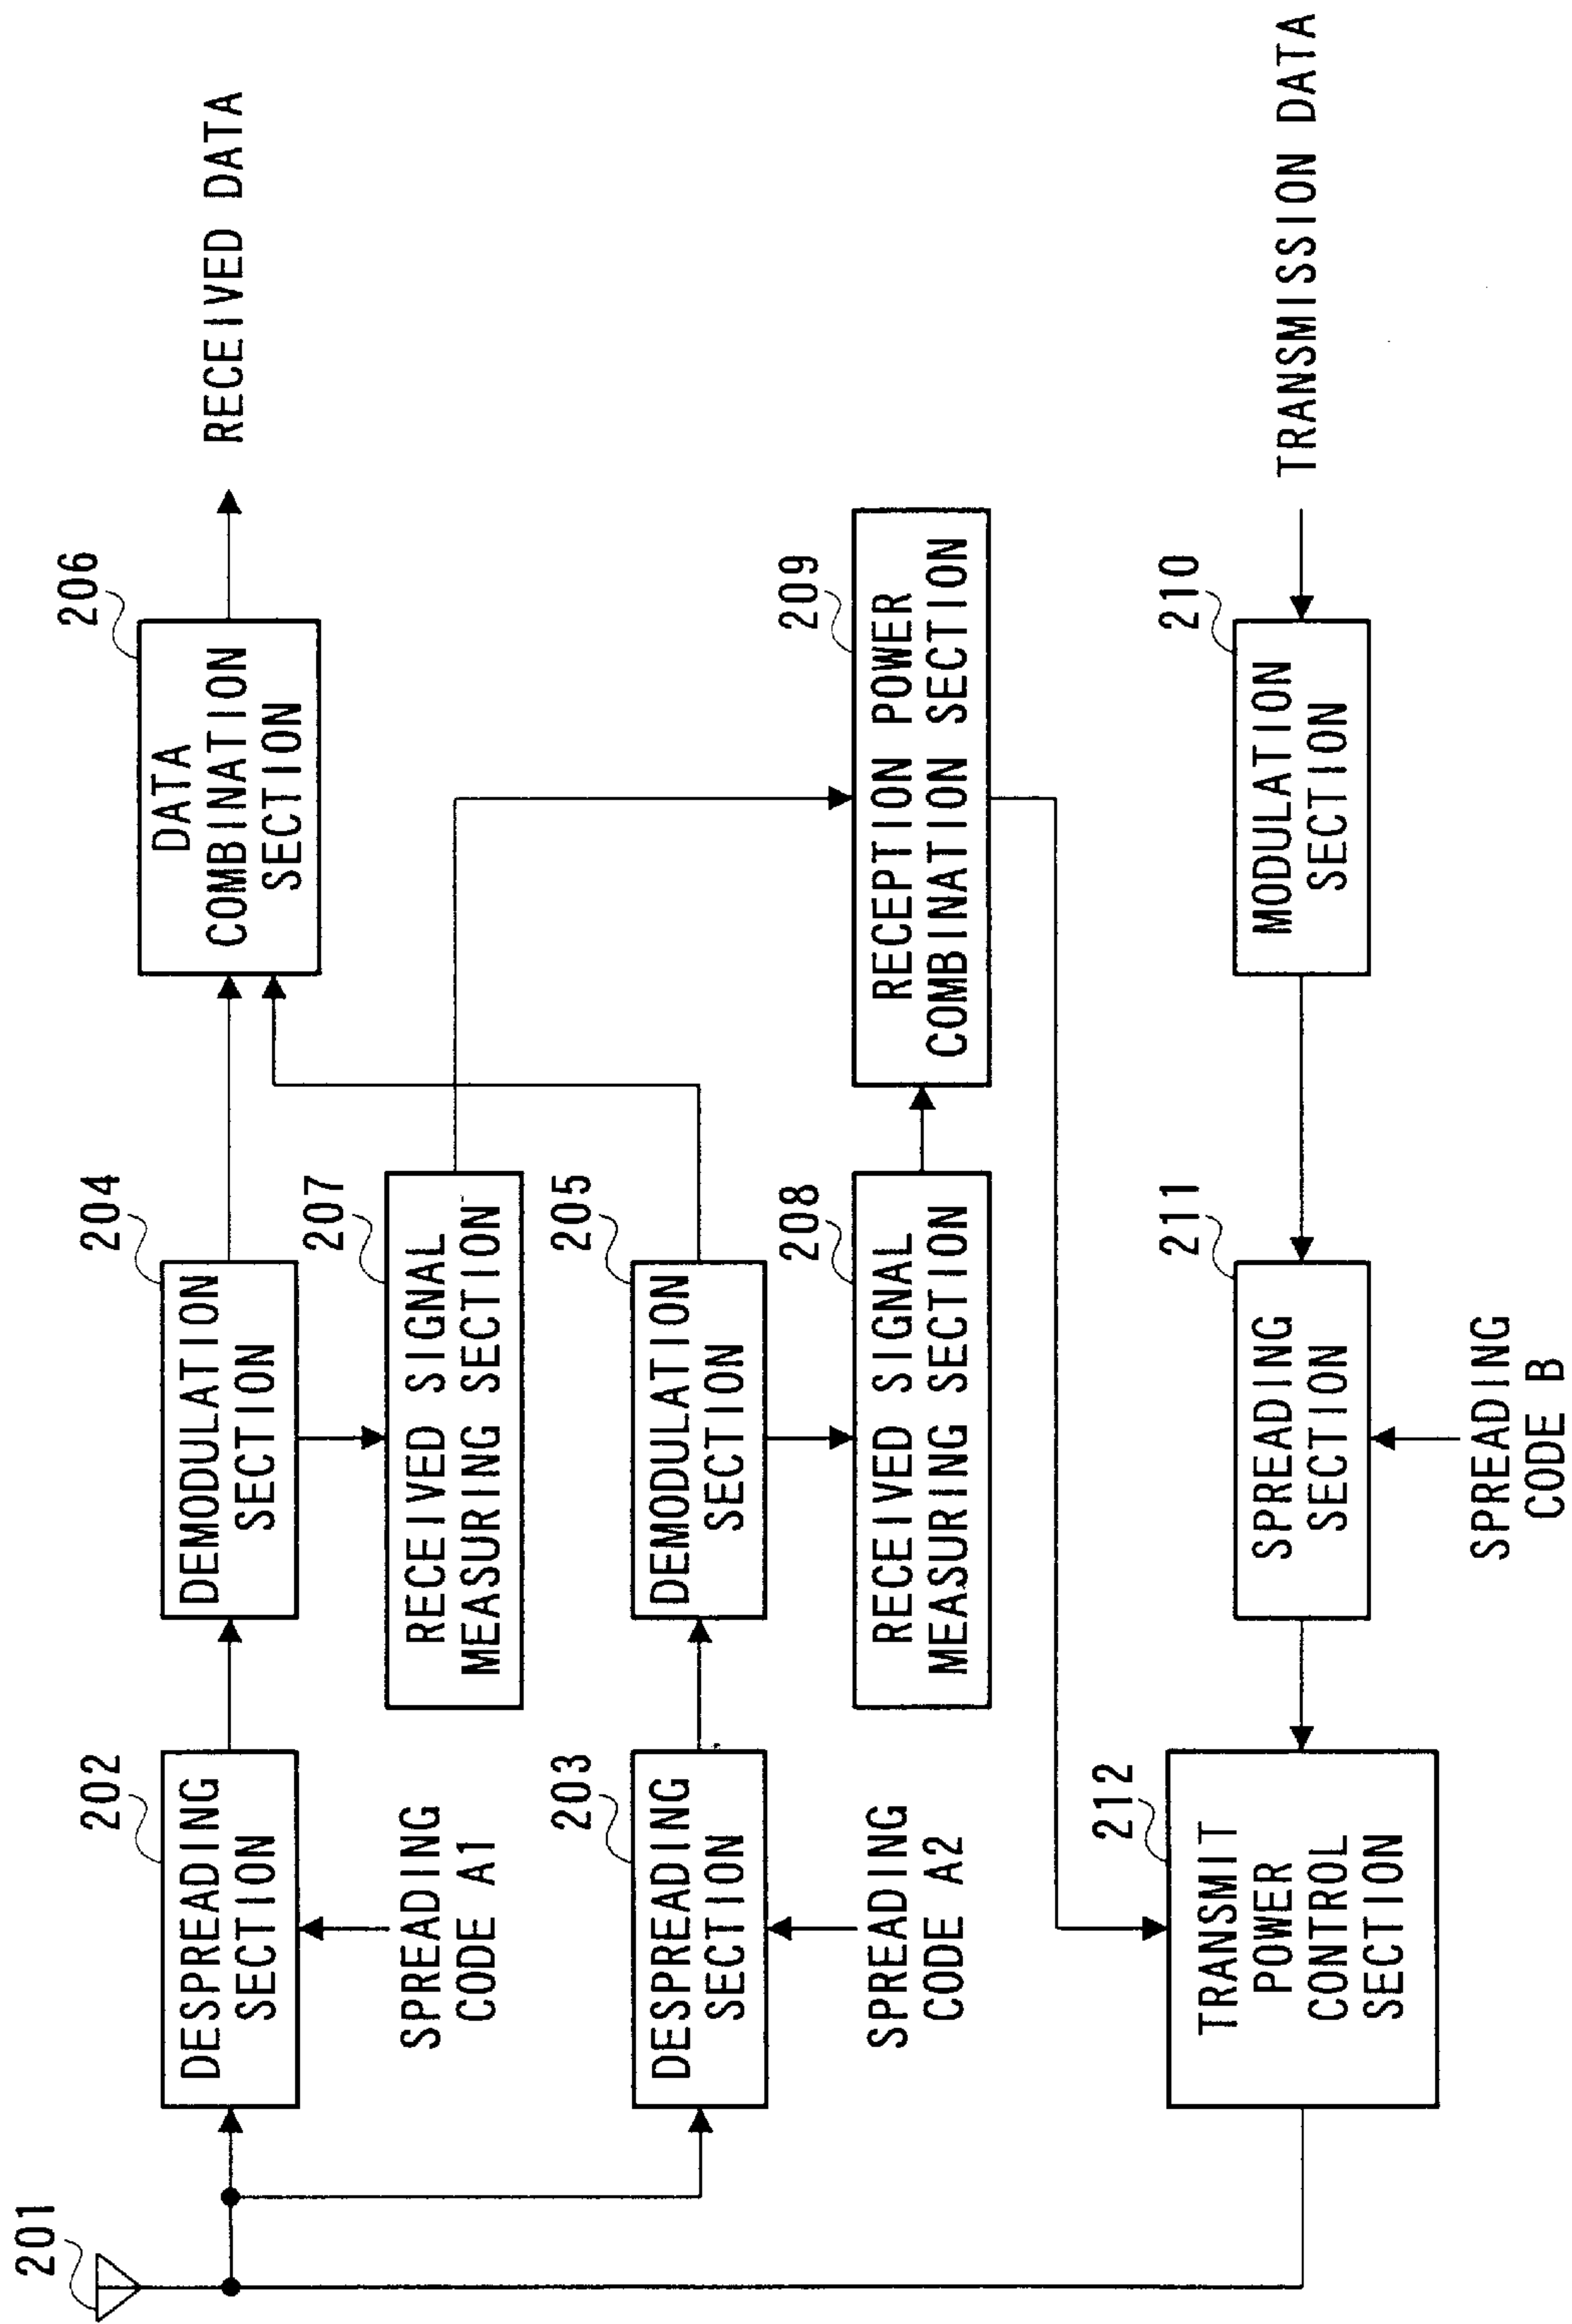 201
202
DESPREADING
SECTION
SPREADING
CODE A1
204
DEMODULATION
SECTION
206
DATA
COMBINATION
SECTION
RECEIVED DATA
207
RECEIVED SIGNAL
MEASURING SECTION
203
DESPREADING
SECTION
SPREADING
CODE A2
205
DEMODULATION
SECTION
208
RECEIVED SIGNAL
MEASURING SECTION
209
RECEPTION POWER
COMBINATION SECTION
212
TRANSMIT
POWER
CONTROL
SECTION
211
SPREADING
SECTION
SPREADING
CODE B
210
MODULATION
SECTION
TRANSMISSION DATA